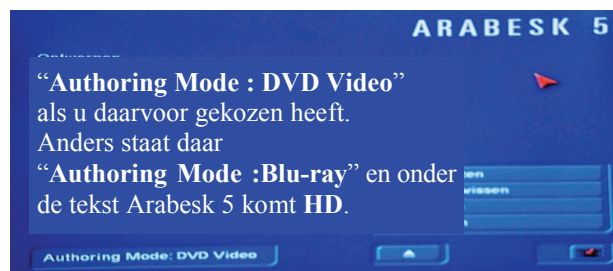 ARABESK 5
Ontwerpen
“Authoring Mode : DVD Video”
als u daarvoor gekozen heeft.
Anders staat daar
“Authoring Mode :Blu-ray” en onder
de tekst Arabesk 5 komt HD.
Authoring Mode: DVD Video